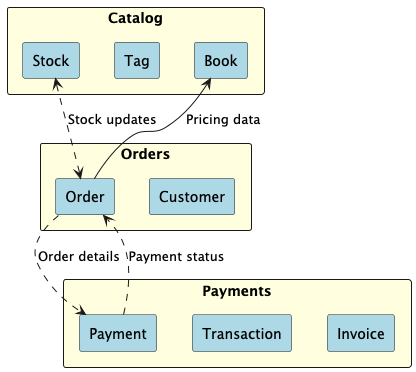 Catalog
Stock
Tag
Book
Stock updates
Pricing data
Orders
Order
Customer
Order details
Payment status
Payments
Payment
Transaction
Invoice